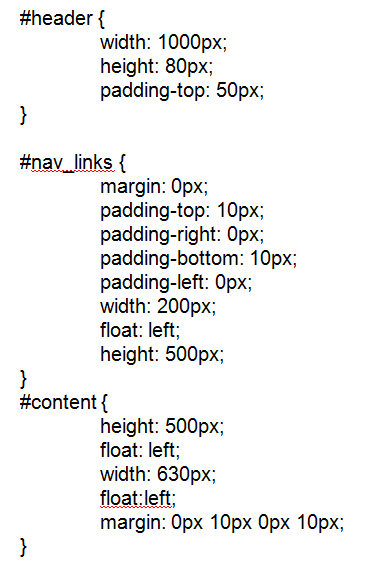 #header {
width: 1000px;
height: 80px;
padding-top: 50px;
}
#nav_links {
margin: 0px;
padding-top: 10px;
padding-right: 0px;
padding-bottom: 10px;
padding-left: 0px;
width: 200px;
float: left;
height: 500px;
}
#content {
height: 500px;
float: left;
width: 630px;
float:left;
margin: 0px 10px 0px 10px;
}